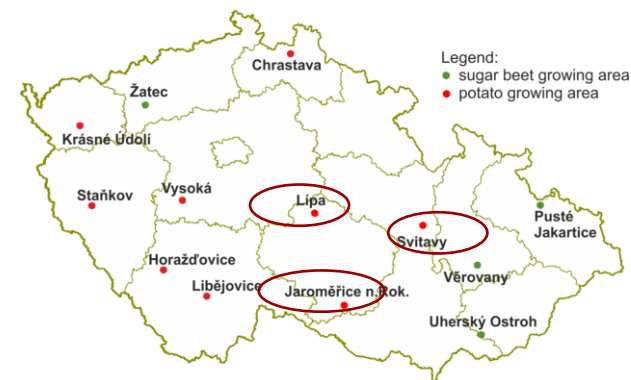 Legend:
sugar beet growing area
potato growing area
Chrastava
Žatec
Krásné Údolí
Staňkov
Vysoká
Lípa
Svitavy
Pusté
Jakartice
Horažďovice
Libějovice
Jaroměřice n.Rok.
Věrovany
Uherský Ostroh